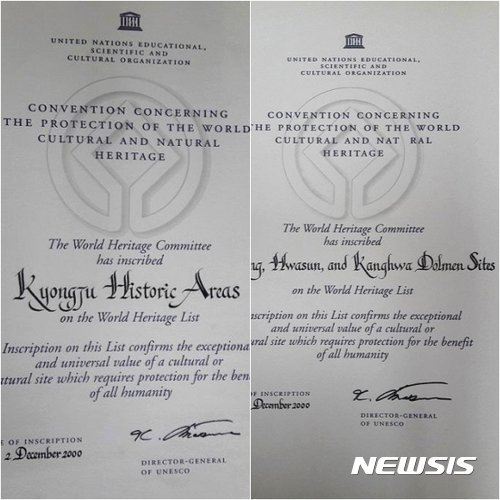 UNITED NATIONS EDUCATIONAL,
SCIENTIFIC AND
CULTURAL ORGANIZATION
CONVENTION CONCERNING
THE PROTECTION OF THE WORLD
CULTURAL AND NATURAL
HERITAGE
The World Heritage Committee
has inscribed
Kyongju Historic Areas
on the World Heritage List
Inscription on this List confirms the exceptional
and universal value of a cultural or
atural site which requires protection for the bene
of all humanity
E OF INSCRIPTION
2 December 2000
DIRECTOR-GENERAL
OF UNESCO
UNITED NATIONS EDUCATIONAL,
SCIENTIFIC AND
CULTURAL ORGANIZATION
CONVENTION CONCERNING
THE PROTECTION OF THE WORLD
CULTURAL AND NAT RAL
HERITAGE
The World Heritage Committee
has inscribed
ng, Hwasun, and Kanghwa Dolmen Sites
on the World Heritage List
nscription on this List confirms the exceptional
and universal value of a cultural or
ural site which requires protection for the benefit
of all humanity
INSCRIPTION
December 2000
DIRECTOR-GENERAL
OF UNESCO
NEWSIS